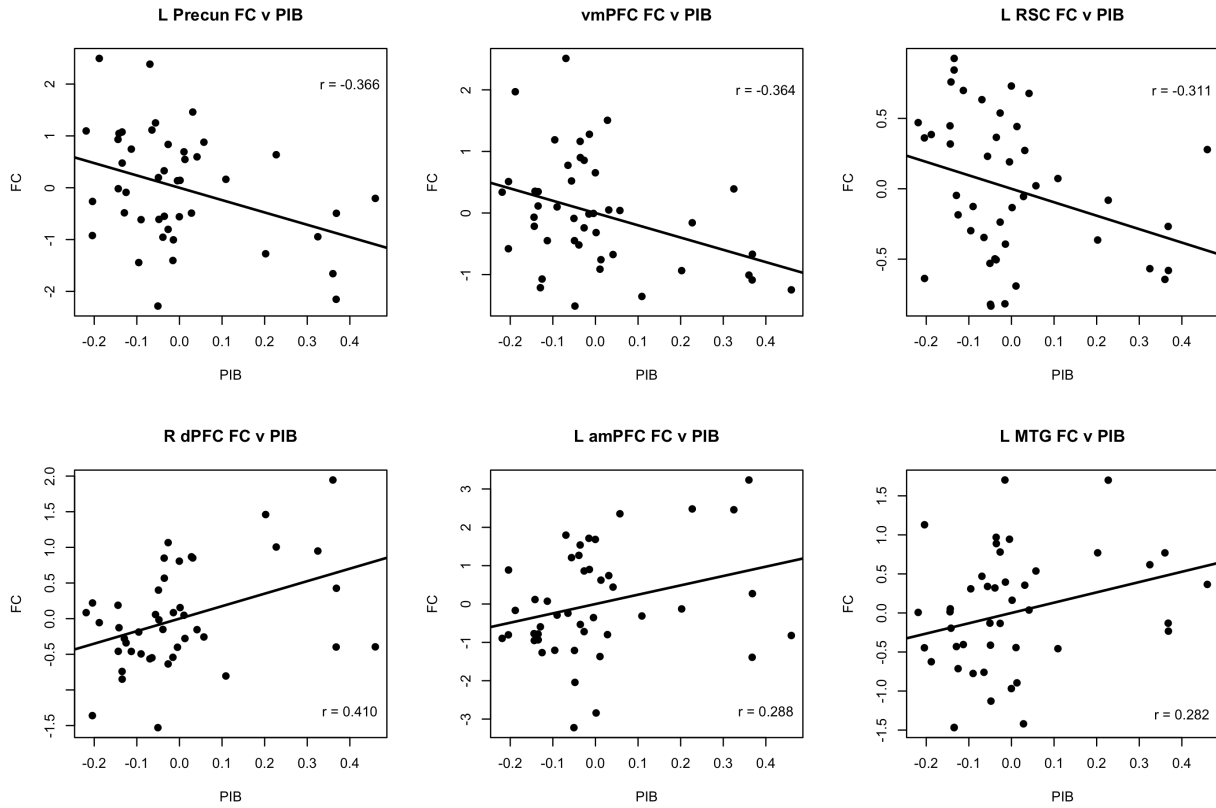 L Precun FC v PIB
vmPFC FC v PIB
L RSC FC v PIB
r = -0.366
r = -0.364
r = -0.311
FC
2
1
0
-1
-2
FC
2
1
0
-1
FC
0.5
0.0
-0.5
-0.2 -0.1 0.0 0.1 0.2 0.3 0.4
-0.2 -0.1 0.0 0.1 0.2 0.3 0.4
-0.2 -0.1 0.0 0.1 0.2 0.3 0.4
PIB
PIB
PIB
R dPFC FC v PIB
L amPFC FC v PIB
L MTG FC v PIB
FC
2.0
1.5
1.0
0.5
0.0
-0.5
-1.5
FC
3
2
1
0
-1
-2
-3
FC
1.5
1.0
0.5
0.0
-0.5
-1.0
-1.5
r = 0.410
r = 0.288
r = 0.282
-0.2 -0.1 0.0 0.1 0.2 0.3 0.4
-0.2 -0.1 0.0 0.1 0.2 0.3 0.4
-0.2 -0.1 0.0 0.1 0.2 0.3 0.4
PIB
PIB
PIB